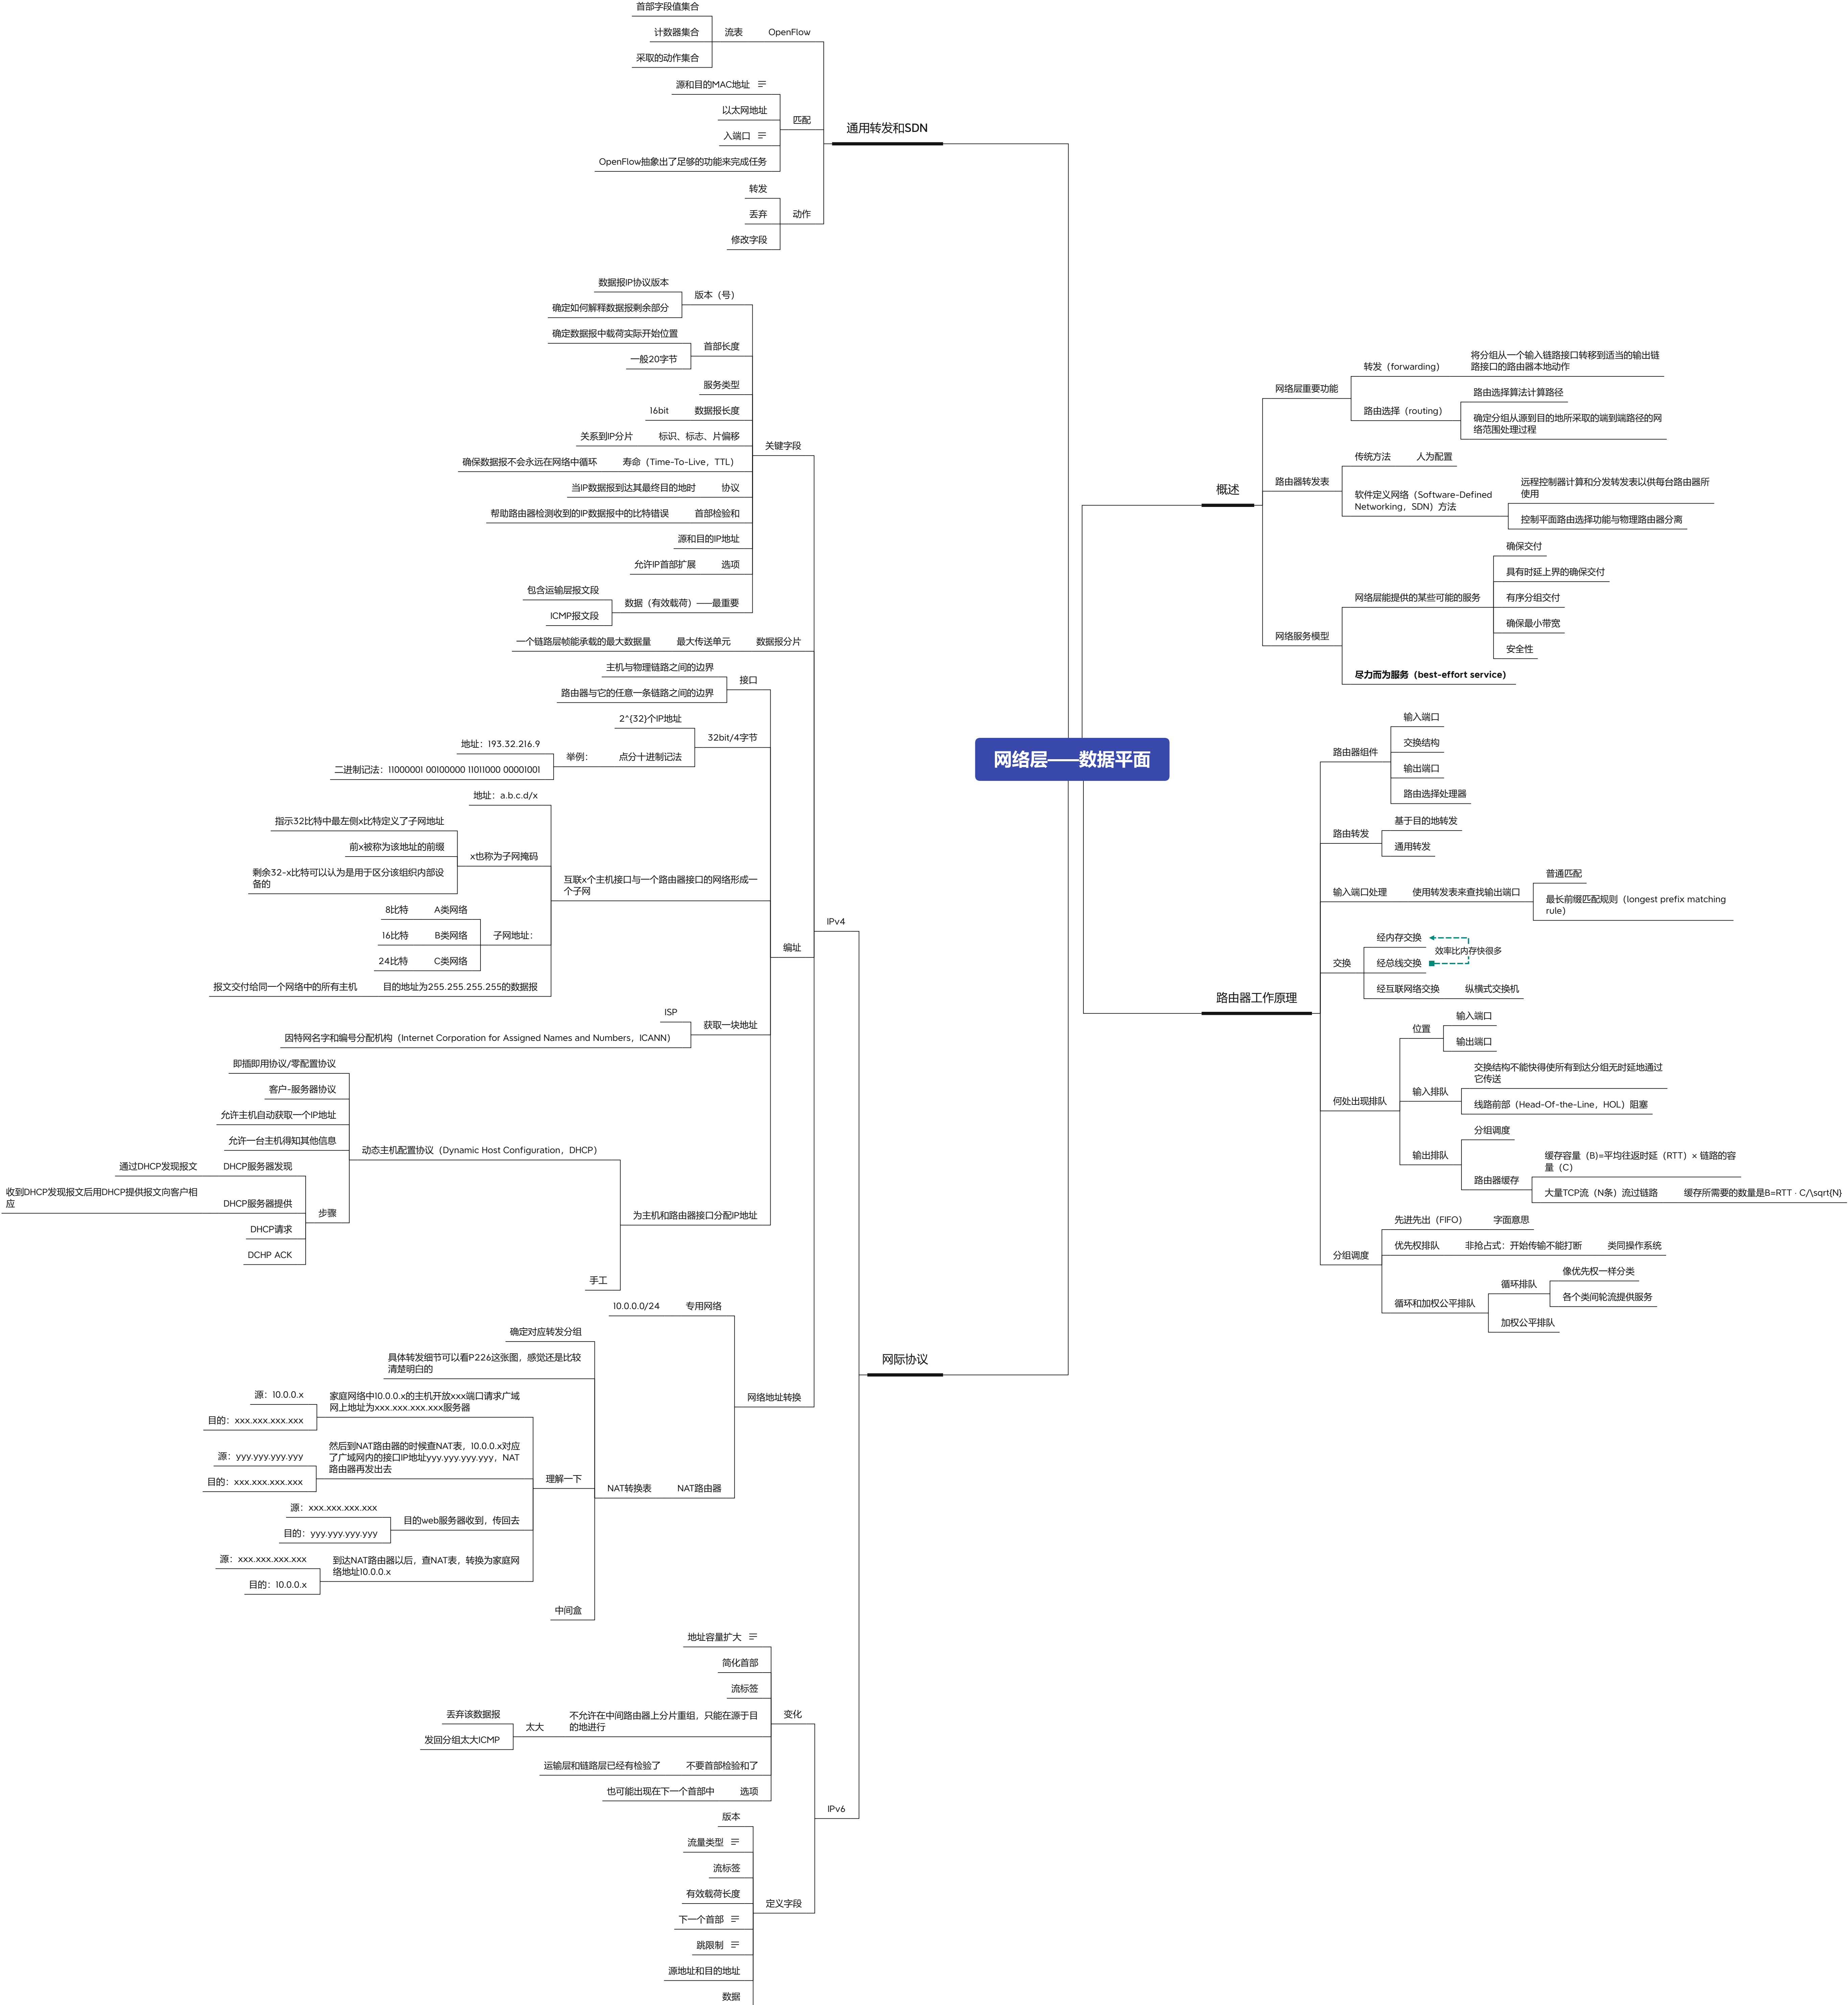 网络层——数据平面
概述
网络层重要功能
转发（forwarding）
将分组从一个输入链路接口转移到适当的输出链
路接口的路由器本地动作
路由选择（routing）
路由选择算法计算路径
确定分组从源到目的地所采取的端到端路径的网
络范围处理过程
路由器转发表
传统方法
人为配置
软件定义网络（Software-Defined
Networking，SDN）方法
远程控制器计算和分发转发表以供每台路由器所
使用
控制平面路由选择功能与物理路由器分离
网络服务模型
网络层能提供的某些可能的服务
确保交付
具有时延上界的确保交付
有序分组交付
确保最小带宽
安全性
尽力而为服务（best-effort service）
路由器工作原理
路由器组件
输入端口
交换结构
输出端口
路由选择处理器
路由转发
基于目的地转发
通用转发
输入端口处理
使用转发表来查找输出端口
普通匹配
最长前缀匹配规则（longest prefix matching
rule）
交换
经内存交换
效率比内存快很多
经总线交换
经互联网络交换
纵横式交换机
何处出现排队
位置
输入端口
输出端口
输入排队
交换结构不能快得使所有到达分组无时延地通过
它传送
线路前部（Head-Of-the-Line，HOL）阻塞
输出排队
分组调度
路由器缓存
缓存容量（B)=平均往返时延（RTT）× 链路的容
量（C）
大量TCP流（N条）流过链路
缓存所需要的数量是B=RTT · C/\sqrt{N}
分组调度
先进先出（FIFO）
字面意思
优先权排队
非抢占式：开始传输不能打断
类同操作系统
循环和加权公平排队
循环排队
像优先权一样分类
各个类间轮流提供服务
加权公平排队
通用转发和SDN
OpenFlow
流表
首部字段值集合
计数器集合
采取的动作集合
匹配
源和目的MAC地址
以太网地址
入端口
OpenFlow抽象出了足够的功能来完成任务
动作
转发
丢弃
修改字段
网际协议
IPv4
关键字段
版本（号）
数据报IP协议版本
确定如何解释数据报剩余部分
首部长度
确定数据报中载荷实际开始位置
一般20字节
服务类型
数据报长度
16bit
标识、标志、片偏移
关系到IP分片
寿命（Time-To-Live，TTL）
确保数据报不会永远在网络中循环
协议
当IP数据报到达其最终目的地时
首部检验和
帮助路由器检测收到的IP数据报中的比特错误
源和目的IP地址
选项
允许IP首部扩展
数据（有效载荷）——最重要
包含运输层报文段
ICMP报文段
数据报分片
最大传送单元
一个链路层帧能承载的最大数据量
编址
接口
主机与物理链路之间的边界
路由器与它的任意一条链路之间的边界
32bit/4字节
2^{32}个IP地址
点分十进制记法
举例：
地址：193.32.216.9
二进制记法：11000001 00100000 11011000 00001001
互联x个主机接口与一个路由器接口的网络形成一
个子网
地址：a.b.c.d/x
x也称为子网掩码
指示32比特中最左侧x比特定义了子网地址
前x被称为该地址的前缀
剩余32-x比特可以认为是用于区分该组织内部设
备的
子网地址：
A类网络
8比特
B类网络
16比特
C类网络
24比特
目的地址为255.255.255.255的数据报
报文交付给同一个网络中的所有主机
获取一块地址
ISP
因特网名字和编号分配机构（Internet Corporation for Assigned Names and Numbers，ICANN）
为主机和路由器接口分配IP地址
动态主机配置协议（Dynamic Host Configuration，DHCP）
即插即用协议/零配置协议
客户-服务器协议
允许主机自动获取一个IP地址
允许一台主机得知其他信息
步骤
DHCP服务器发现
通过DHCP发现报文
DHCP服务器提供
收到DHCP发现报文后用DHCP提供报文向客户相
应
DHCP请求
DCHP ACK
手工
网络地址转换
专用网络
10.0.0.0/24
NAT路由器
NAT转换表
确定对应转发分组
具体转发细节可以看P226这张图，感觉还是比较
清楚明白的
理解一下
家庭网络中10.0.0.x的主机开放xxx端口请求广域
网上地址为xxx.xxx.xxx.xxx服务器
源：10.0.0.x
目的：xxx.xxx.xxx.xxx
然后到NAT路由器的时候查NAT表，10.0.0.x对应
了广域网内的接口IP地址yyy.yyy.yyy.yyy，NAT
路由器再发出去
源：yyy.yyy.yyy.yyy
目的：xxx.xxx.xxx.xxx
目的web服务器收到，传回去
源：xxx.xxx.xxx.xxx
目的：yyy.yyy.yyy.yyy
到达NAT路由器以后，查NAT表，转换为家庭网
络地址10.0.0.x
源：xxx.xxx.xxx.xxx
目的：10.0.0.x
中间盒
IPv6
变化
地址容量扩大
简化首部
流标签
不允许在中间路由器上分片重组，只能在源于目
的地进行
太大
丢弃该数据报
发回分组太大ICMP
不要首部检验和了
运输层和链路层已经有检验了
选项
也可能出现在下一个首部中
定义字段
版本
流量类型
流标签
有效载荷长度
下一个首部
跳限制
源地址和目的地址
数据